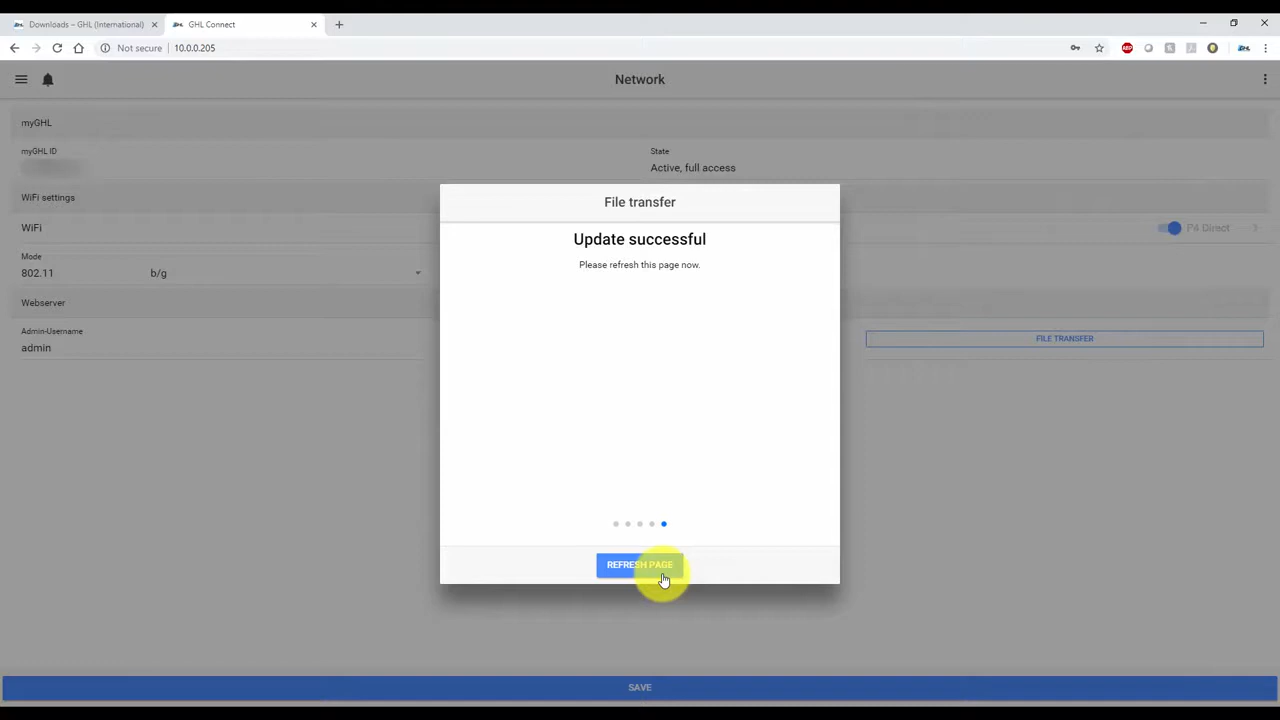 Downloads – GHL (International)
GHL Connect
Not secure
10.0.0.205
ABP
Network
myGHL
myGHL ID
State
Active, full access
WiFi settings
WiFi
P4 Direct
Mode
802.11 b/g
Webserver
Admin-Username
admin
FILE TRANSFER
File transfer
Update successful
Please refresh this page now.
REFRESH PAGE
SAVE